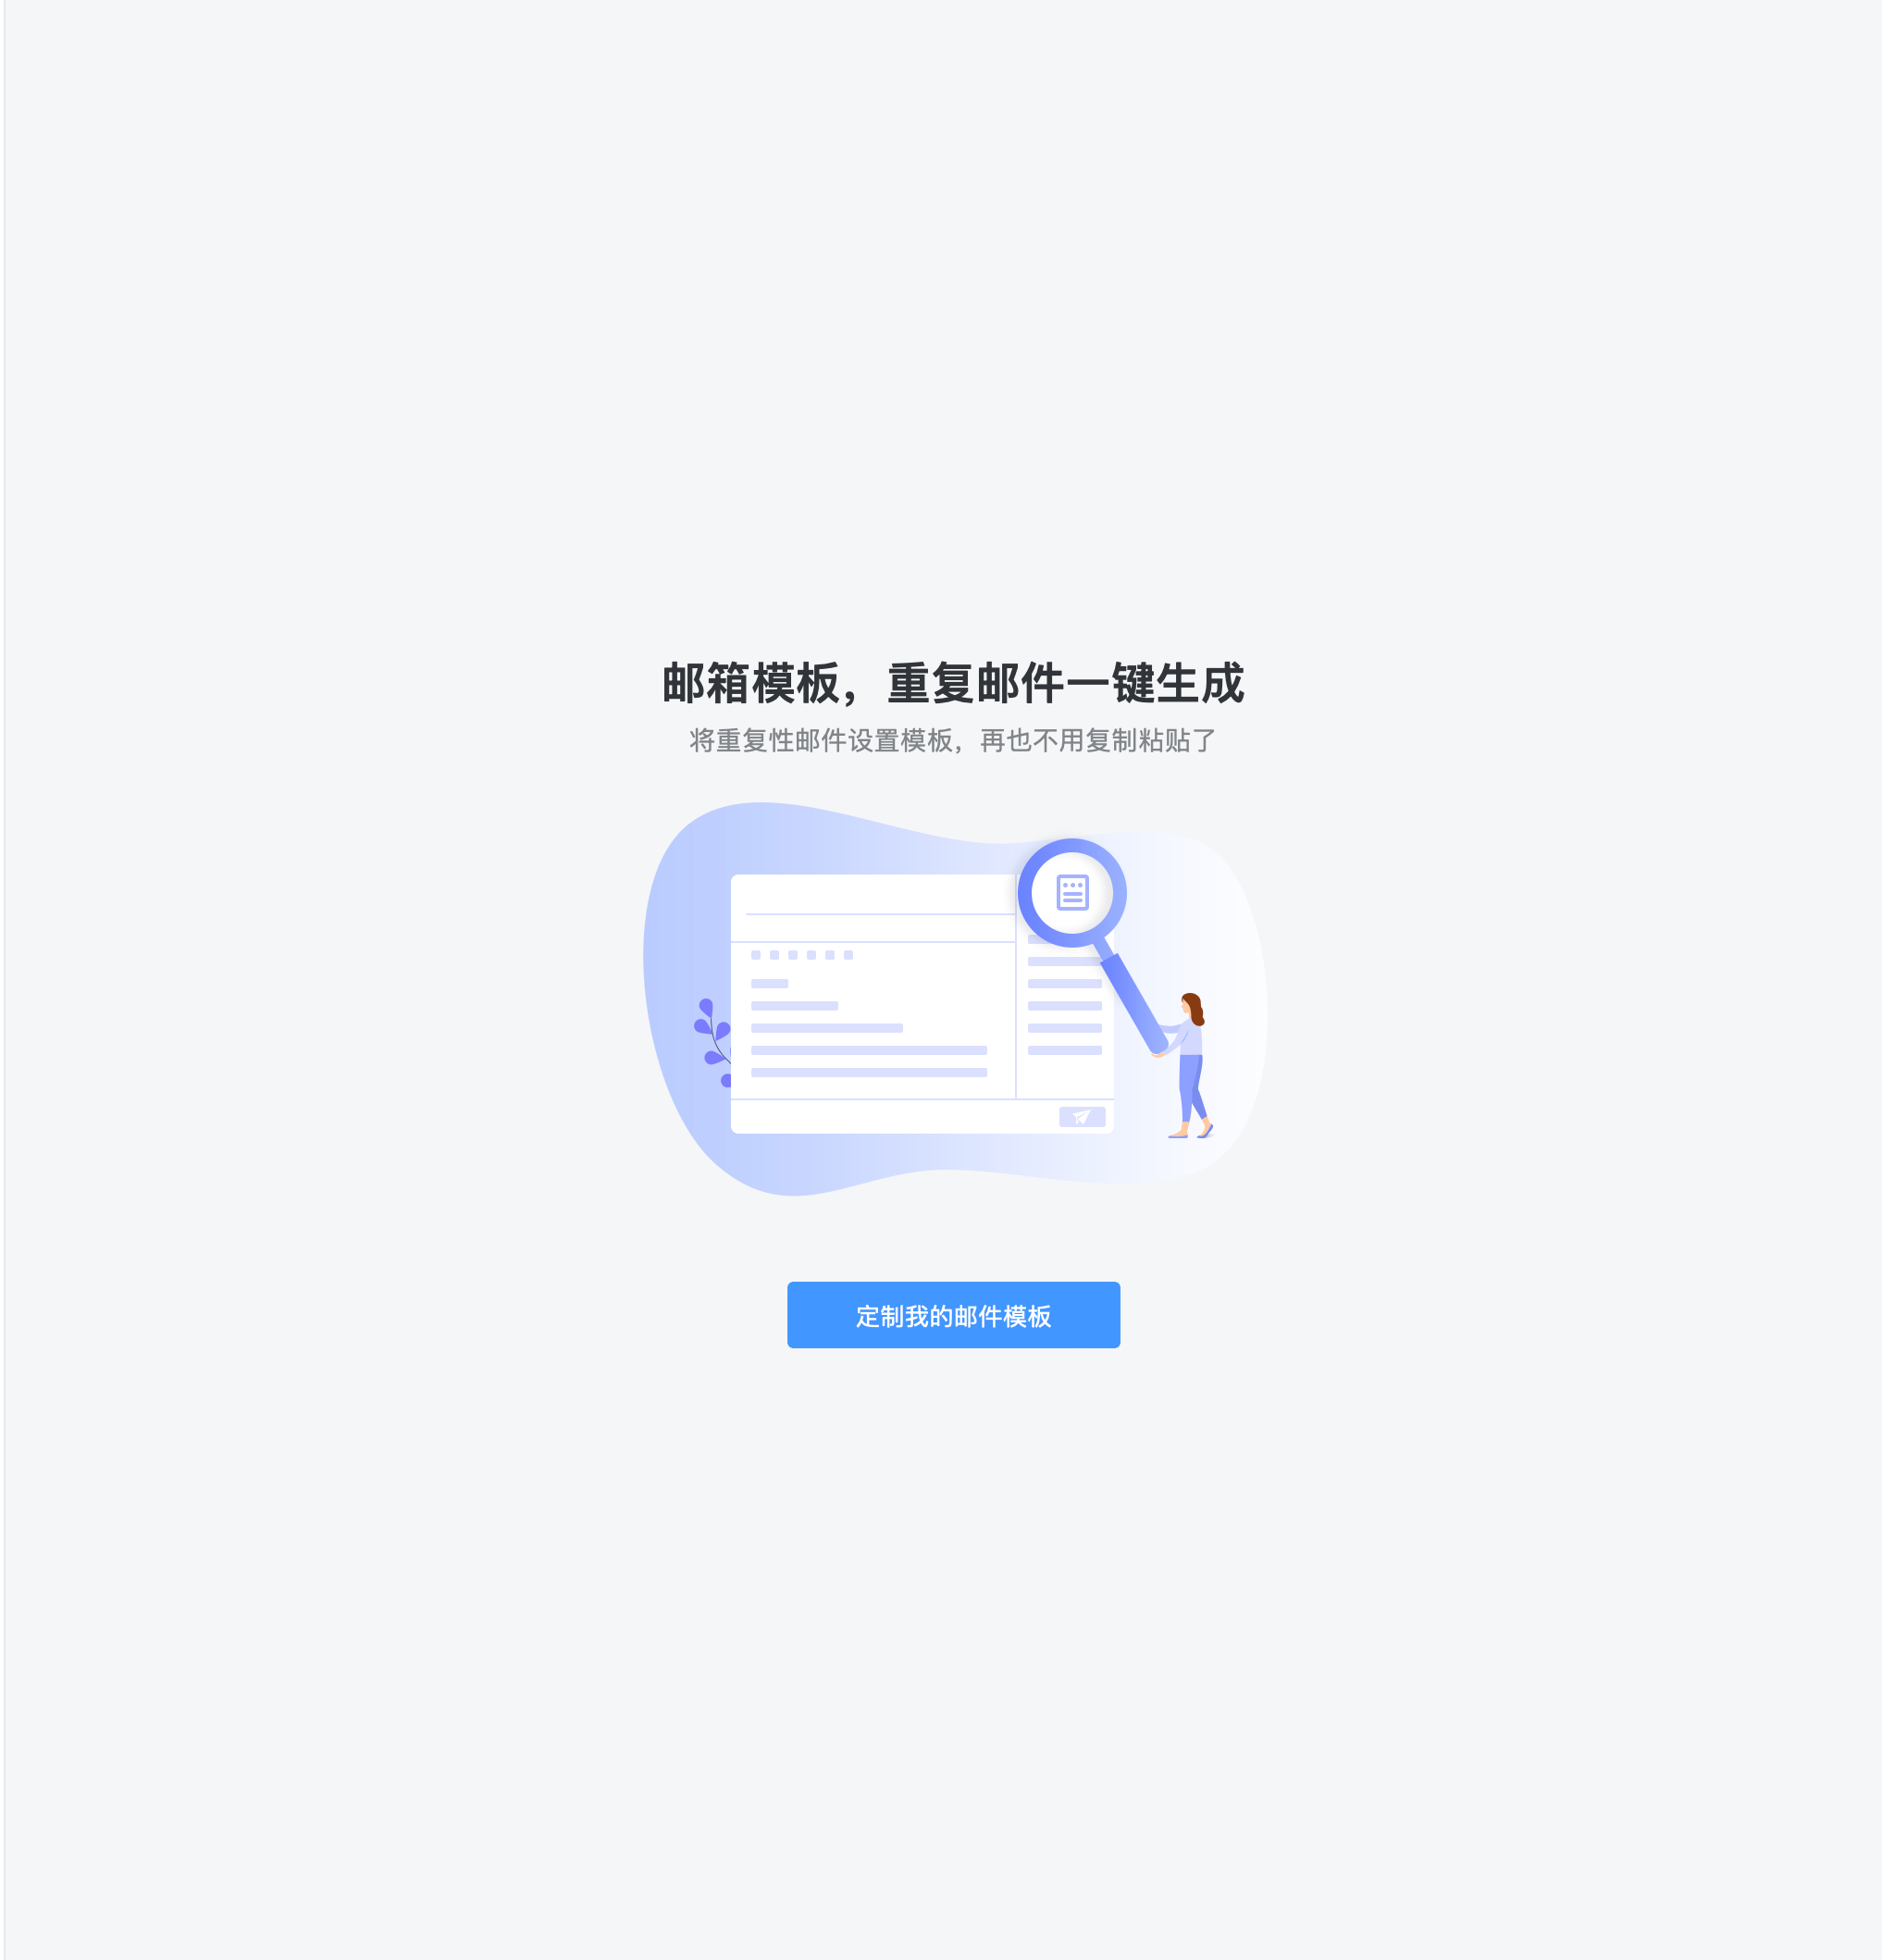 邮箱模板，重复邮件一键生成
将重复性邮件设置模板，再也不用复制粘贴了
定制我的邮件模板